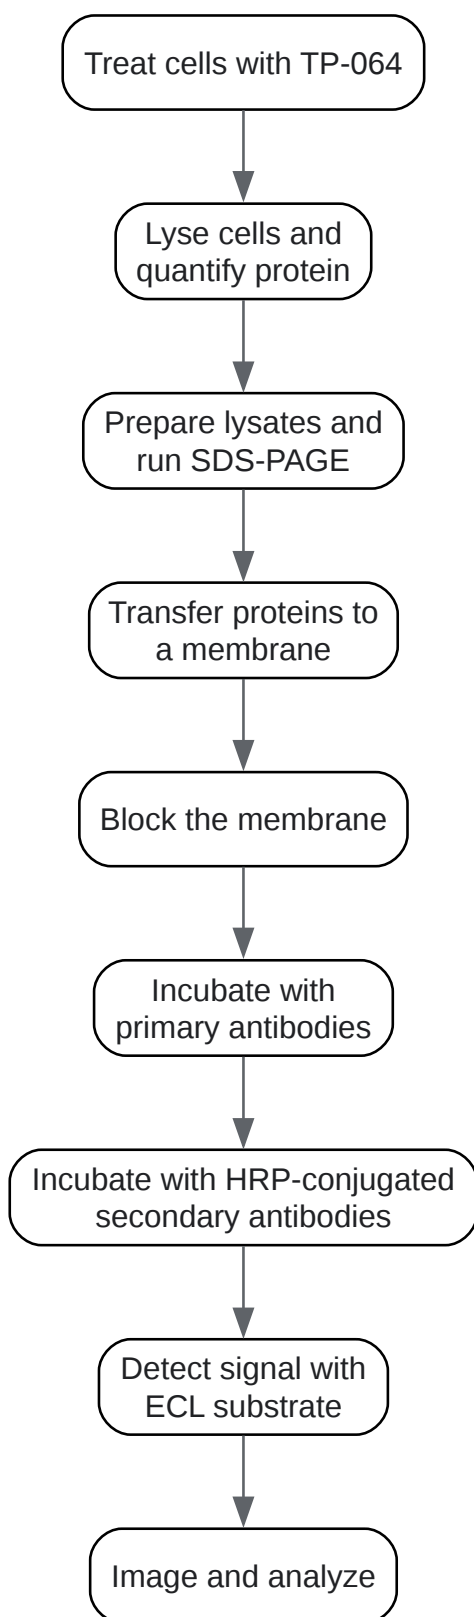 Treat cells with TP-064
Lyse cells and
quantify protein
Prepare lysates and
run SDS-PAGE
Transfer proteins to
a membrane
Block the membrane
Incubate with
primary antibodies
Incubate with HRP-conjugated
secondary antibodies
Detect signal with
ECL substrate
Image and analyze